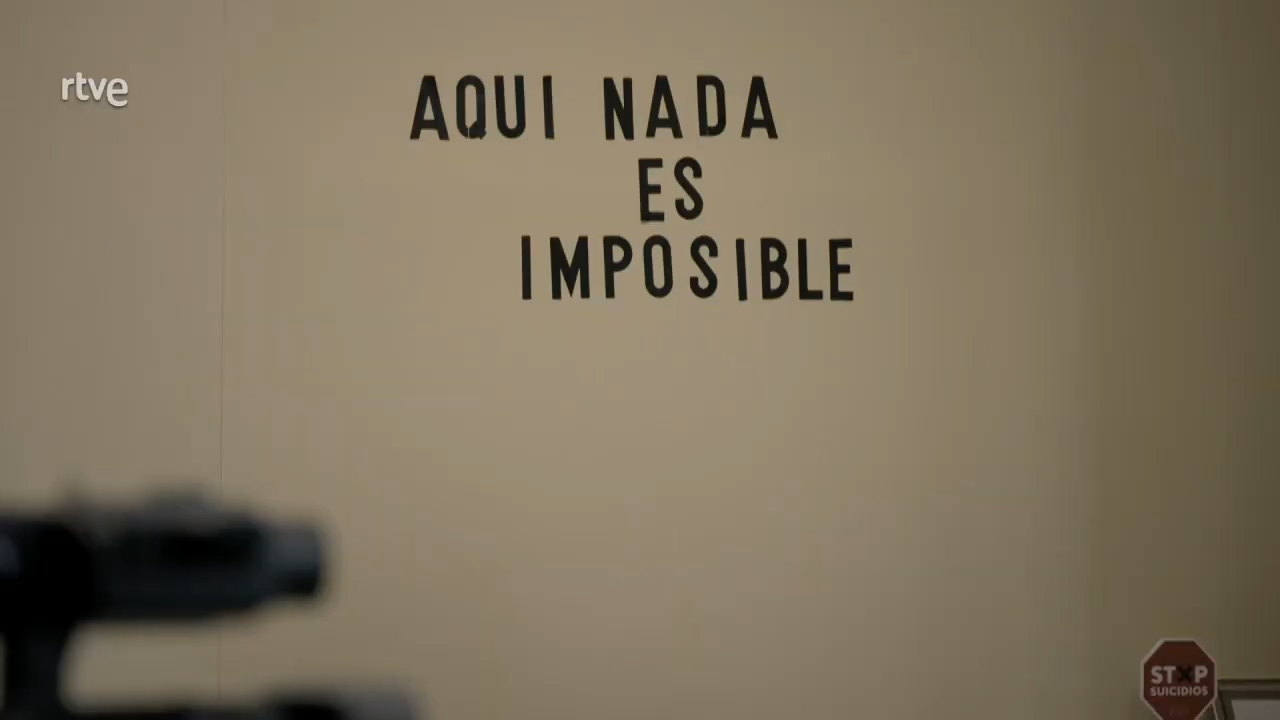 rtve
AQUI NADA
ES
IMPOSIBLE
STXP
SUICIDIOS